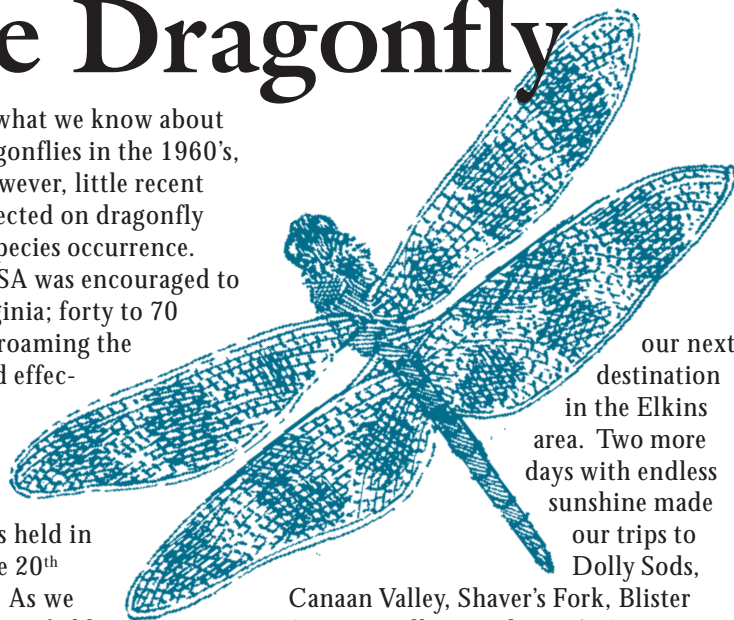 e Dragonfly
what we know about
gonflies in the 1960's,
wever, little recent
ected on dragonfly
pecies occurrence.
SA was encouraged to
ginia; forty to 70
roaming the
d effec-
s held in
e 20th
As we
our next
destination
in the Elkins
area. Two more
days with endless
sunshine made
our trips to
Dolly Sods,
Canaan Valley, Shaver's Fork, Blister